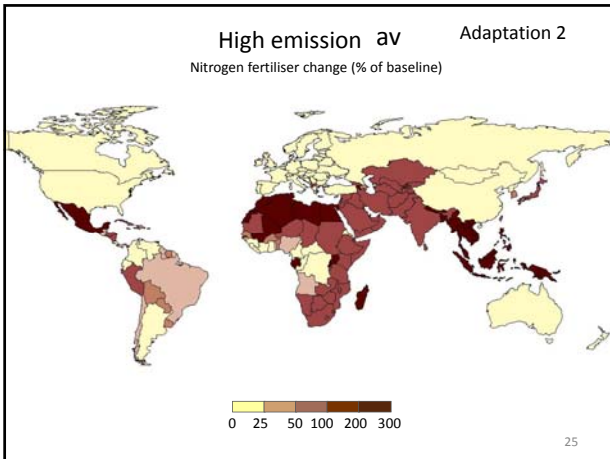 High emission av
Adaptation 2
Nitrogen fertiliser change (% of baseline)
0 25 50 100 200 300
25